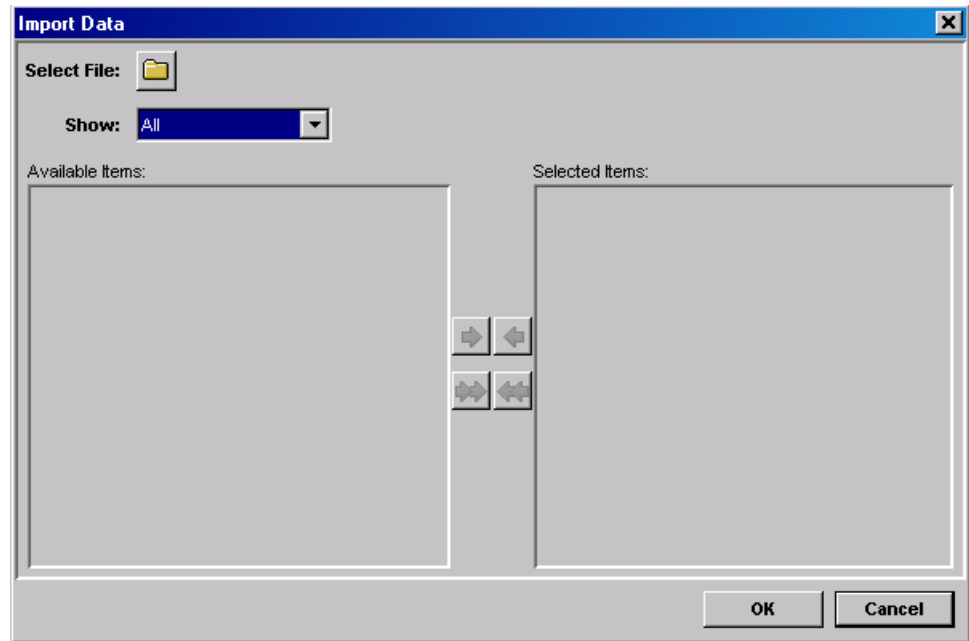 Import Data
Select File:
Show: All
Available Items: Selected Items:
OK Cancel